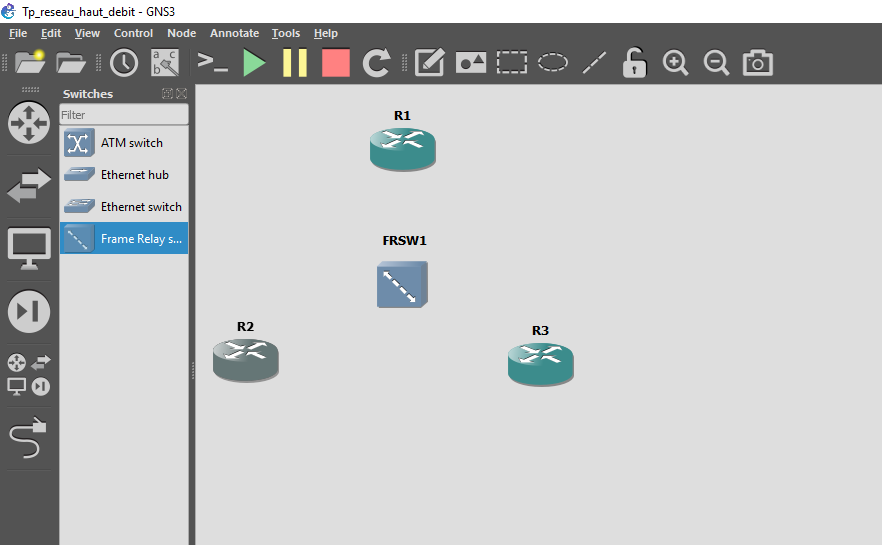 Tp_reseau_haut_debit - GNS3
File Edit View Control Node Annotate Tools Help
a c
b
Switches
Filter
ATM switch
Ethernet hub
Ethernet switch
Frame Relay s...
R1
FRSW1
R2
R3